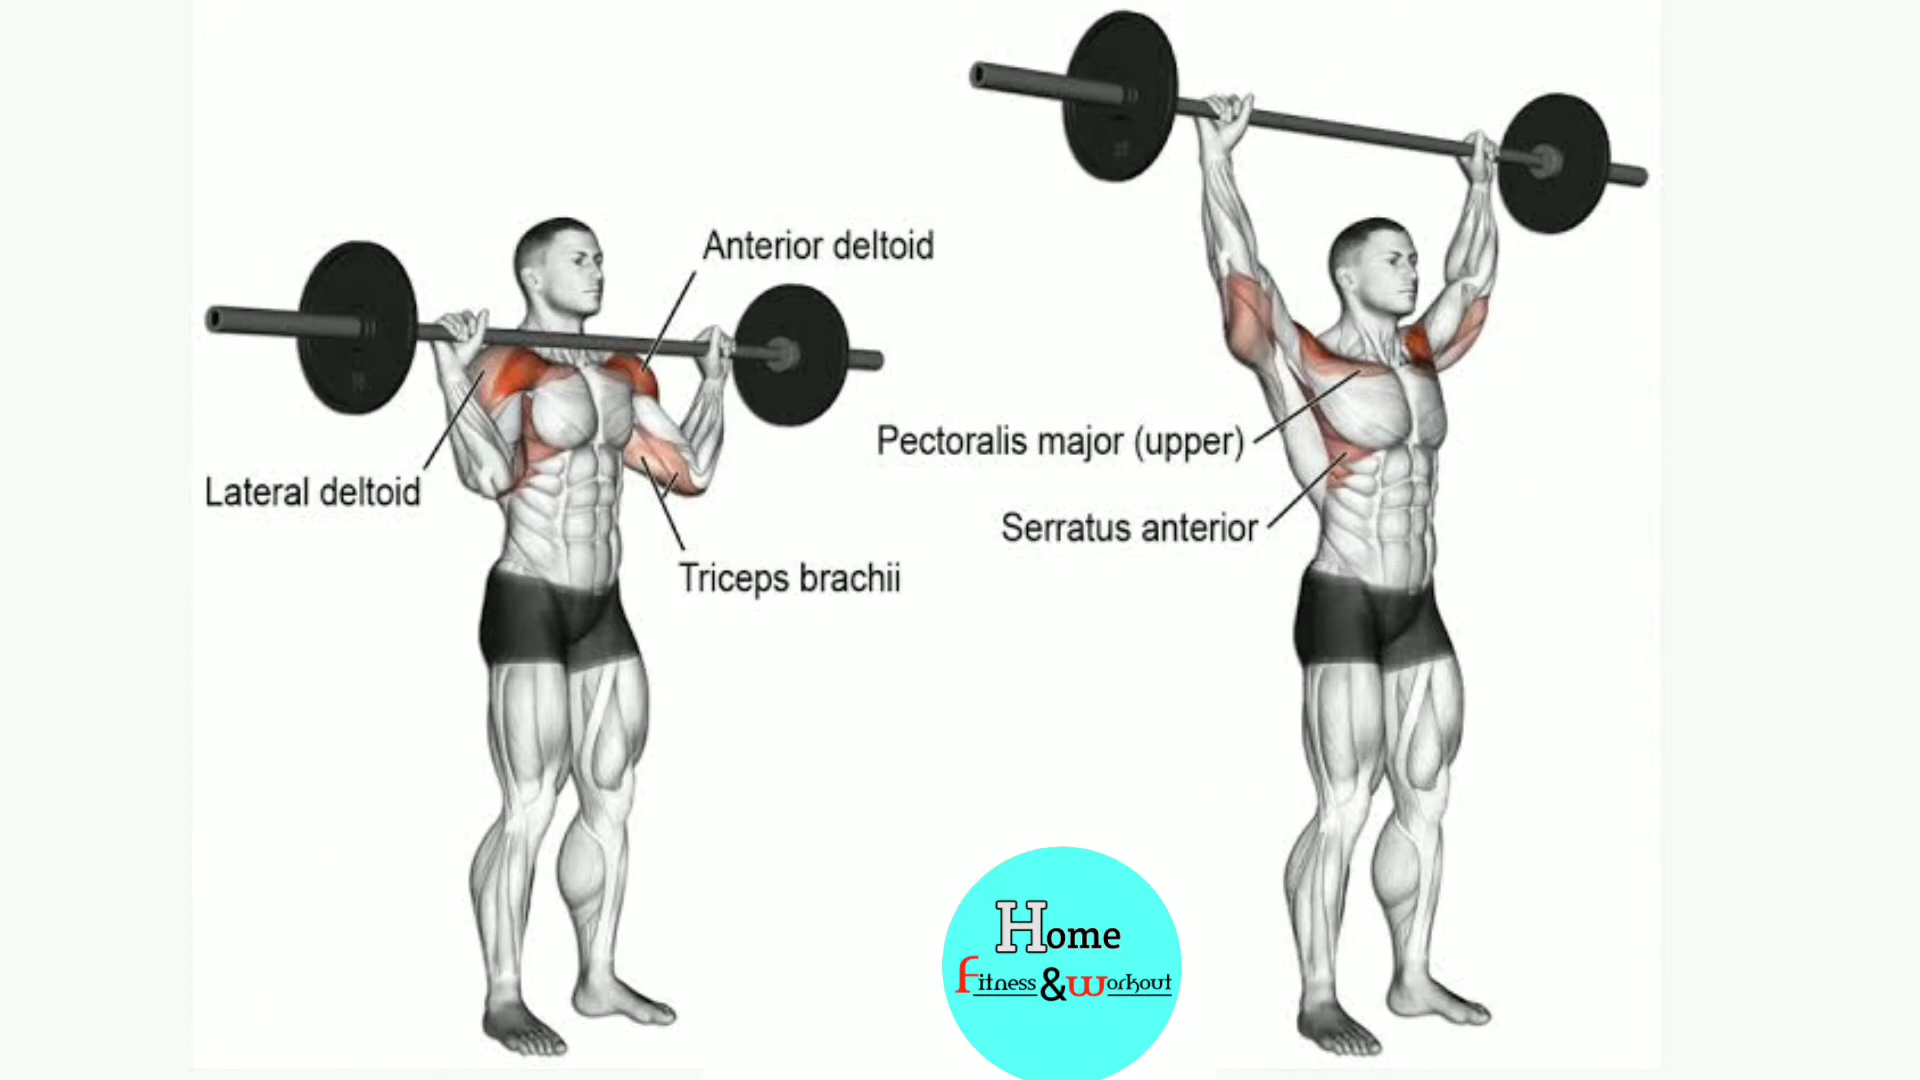 Anterior deltoid
Lateral deltoid
Triceps brachii
Pectoralis major (upper)
Serratus anterior
Home
Fitness&Workout